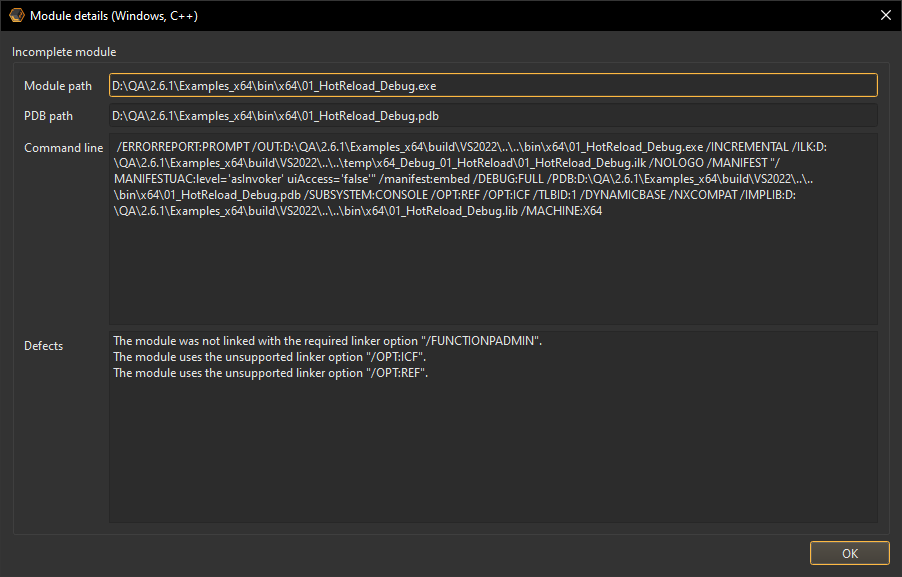 Module details (Windows, C++)
Incomplete module
Module path
D:\QA\2.6.1\Examples_x64\bin\x64\01_HotReload_Debug.exe
PDB path
D:\QA\2.6.1\Examples_x64\bin\x64\01_HotReload_Debug.pdb
Command line
/ERRORREPORT:PROMPT /OUT:D:\QA\2.6.1\Examples_x64\build\VS2022\..\..\bin\x64\01_HotReload_Debug.exe /INCREMENTAL /ILK:D:
\QA\2.6.1\Examples_x64\build\VS2022\..\..\temp\x64_Debug_01_HotReload\01_HotReload_Debug.ilk /NOLOGO /MANIFEST "/
MANIFESTUAC:level='asInvoker' uiAccess='false'" /manifest:embed /DEBUG:FULL /PDB:D:\QA\2.6.1\Examples_x64\build\VS2022\..\..
\bin\x64\01_HotReload_Debug.pdb /SUBSYSTEM:CONSOLE /OPT:REF /OPT:ICF /TLBID:1 /DYNAMICBASE /NXCOMPAT /IMPLIB:D:
\QA\2.6.1\Examples_x64\build\VS2022\..\..\bin\x64\01_HotReload_Debug.lib /MACHINE:X64
Defects
The module was not linked with the required linker option "/FUNCTIONPADMIN".
The module uses the unsupported linker option "/OPT:ICF".
The module uses the unsupported linker option "/OPT:REF".
OK